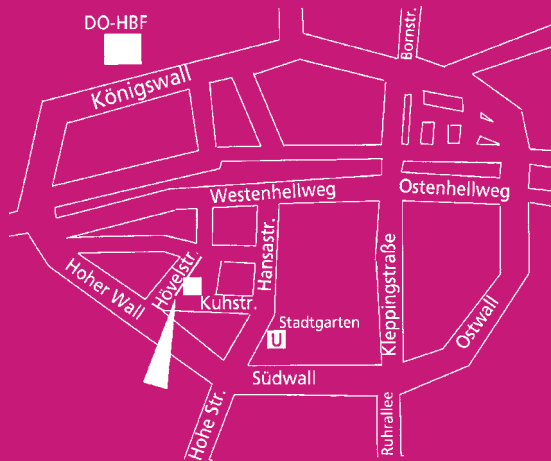 DO-HBF
Bornstr.
Königswall
Westenhellweg
Ostenhellweg
Hansastr.
Hövelstr.
Hoher Wall
Kuhstr.
Kleppingstraße
Stadtgarten
U
Ostwall
Südwall
Hohe Str.
Ruhrallee